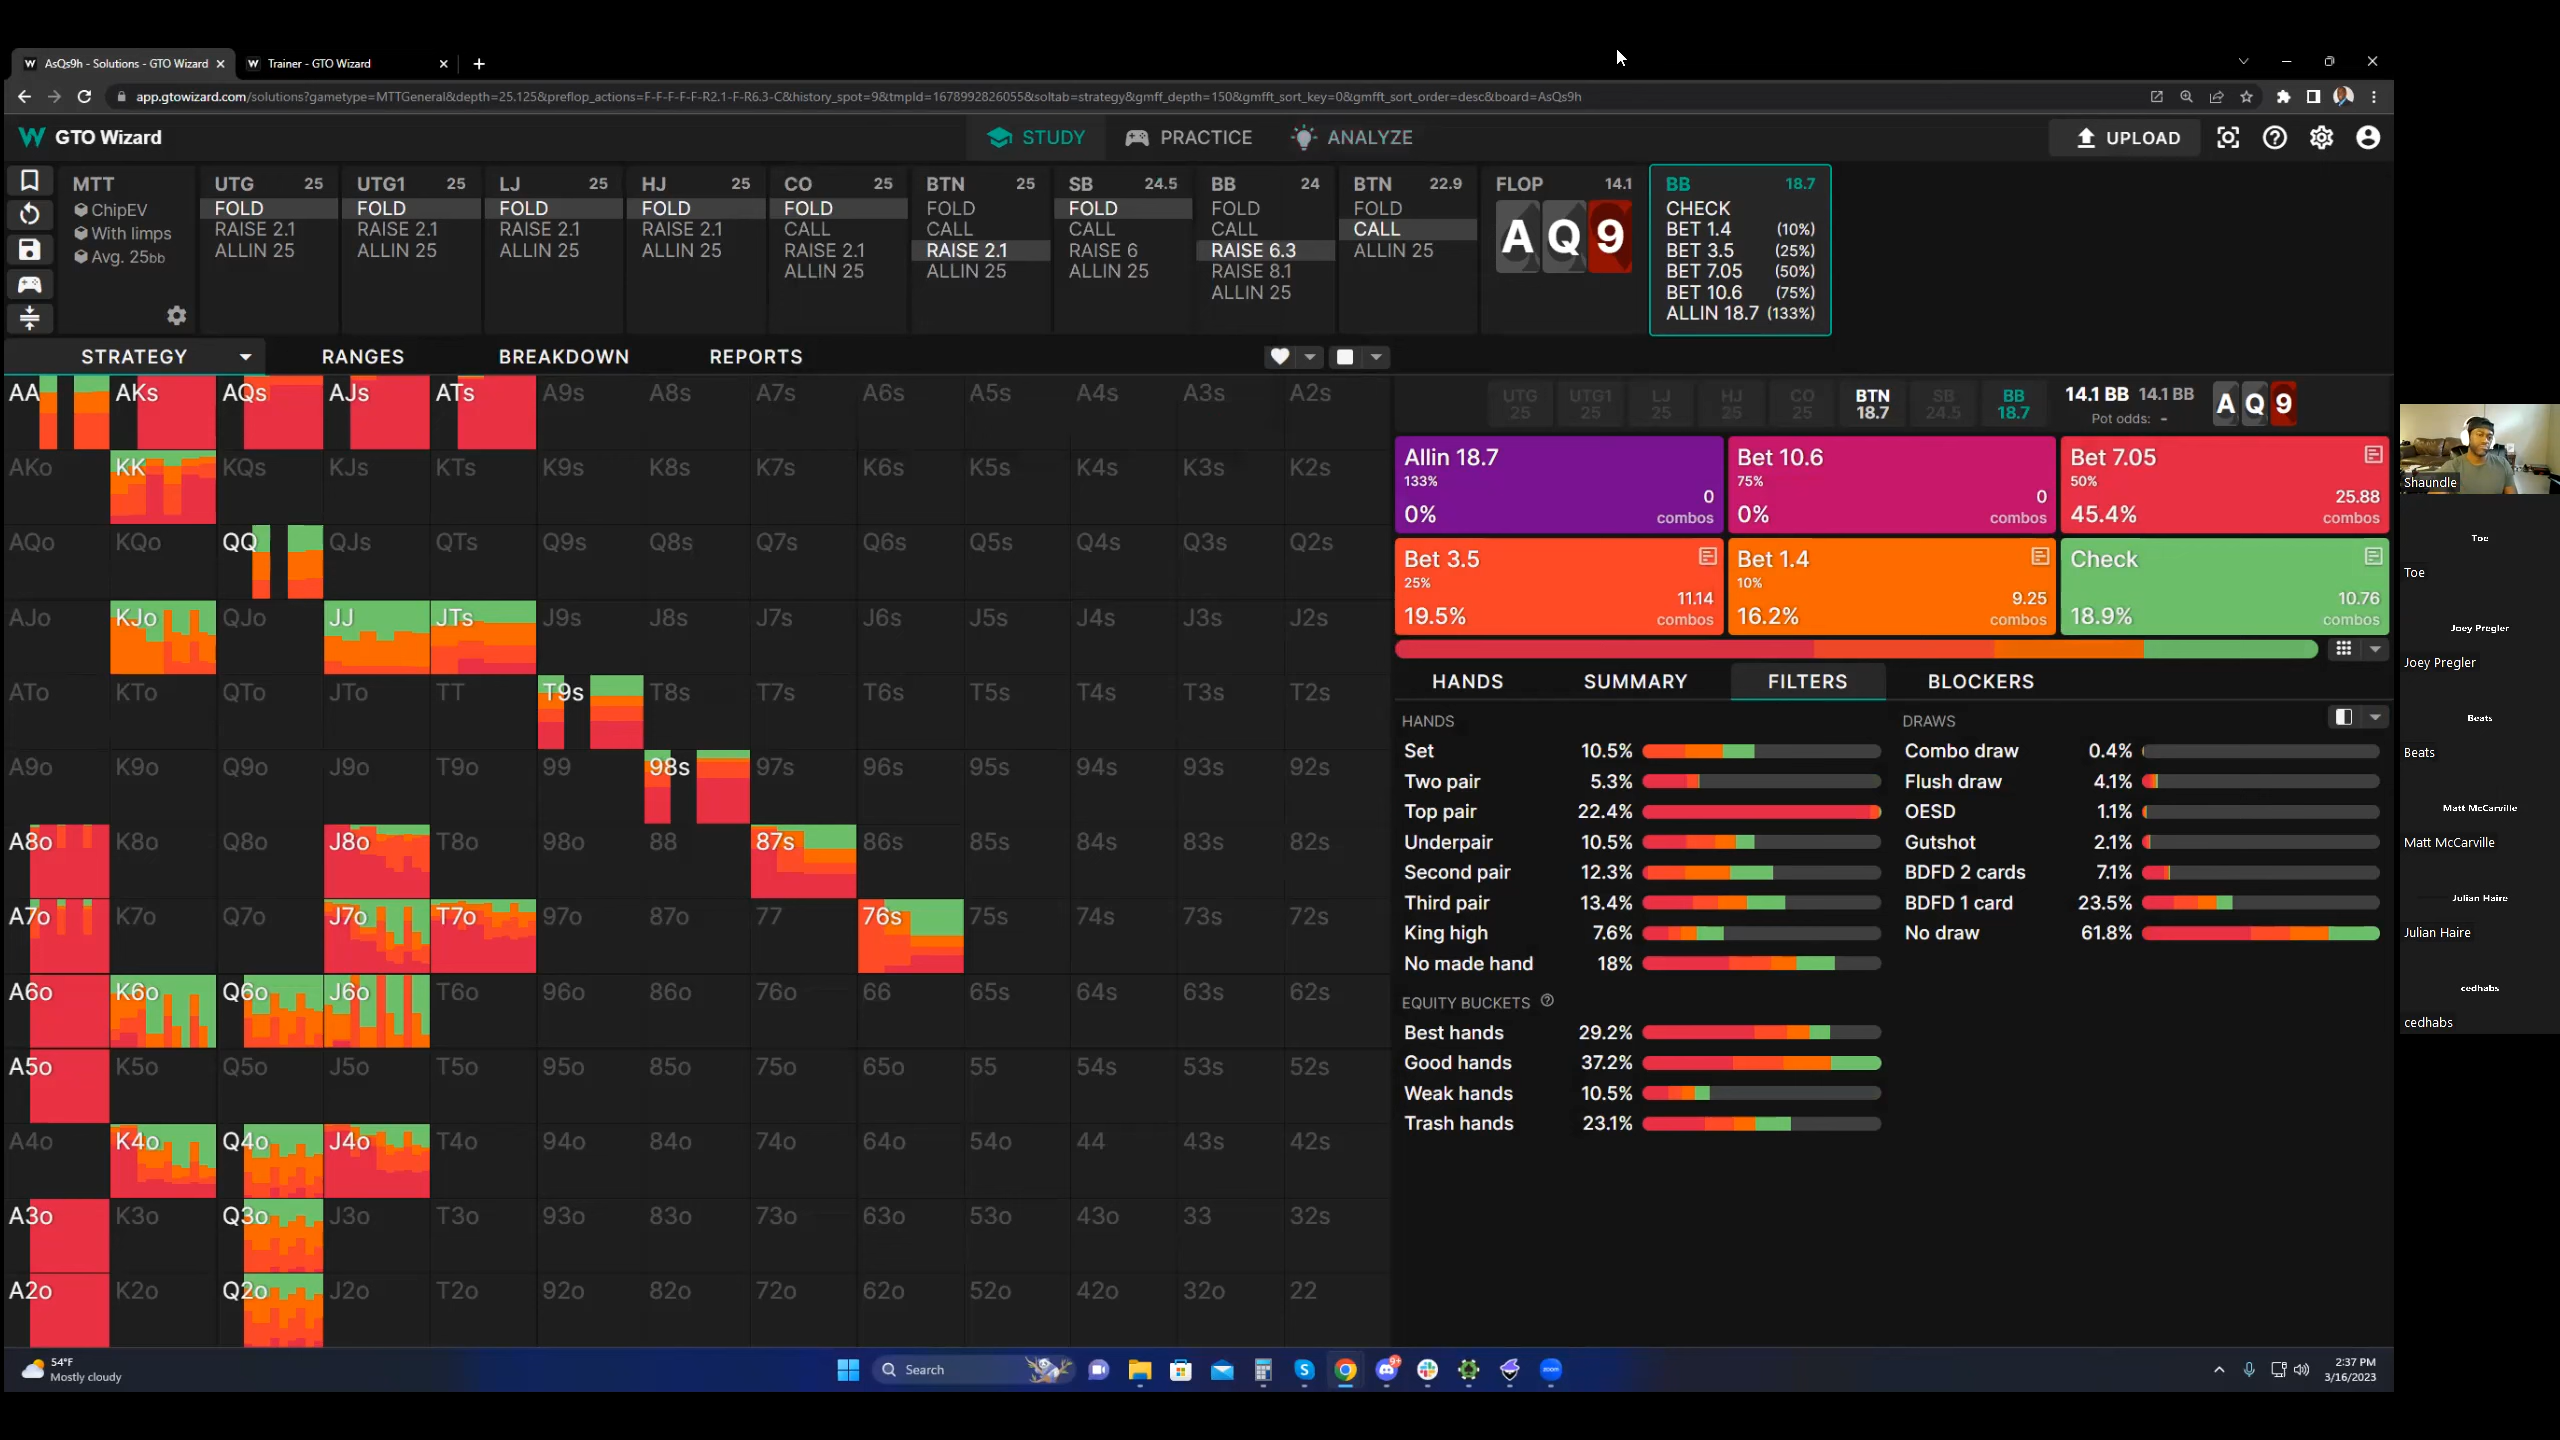 AsQs9h - Solutions - GTO Wizard
Trainer - GTO Wizard
app.gtowizard.com/solutions?gametype=MTTGeneral&depth=25.125&preflop_actions=F-F-F-F-F-R2.1-F-R6.3-C&history_spot=9&tmpId=1678992826055&soltab=strategy&gmff_depth=150&gmfft_sort_key=0&gmfft_sort_order=desc&board=AsQs9h
W GTO Wizard
STUDY
PRACTICE
ANALYZE
UPLOAD
MTT
ChipEV
With limps
Avg. 25bb
UTG 25
FOLD
RAISE 2.1
ALLIN 25
UTG1 25
FOLD
RAISE 2.1
ALLIN 25
LJ 25
FOLD
RAISE 2.1
ALLIN 25
HJ 25
FOLD
RAISE 2.1
ALLIN 25
CO 25
FOLD
CALL
RAISE 2.1
ALLIN 25
BTN 25
FOLD
CALL
RAISE 2.1
ALLIN 25
SB 24.5
FOLD
CALL
RAISE 6
ALLIN 25
BB 24
FOLD
CALL
RAISE 6.3
RAISE 8.1
ALLIN 25
BTN 22.9
FOLD
CALL
ALLIN 25
FLOP 14.1
A Q 9
BB 18.7
CHECK
BET 1.4 (10%)
BET 3.5 (25%)
BET 7.05 (50%)
BET 10.6 (75%)
ALLIN 18.7 (133%)
STRATEGY
RANGES
BREAKDOWN
REPORTS
AA AKs AQs AJs ATs A9s A8s A7s A6s A5s A4s A3s A2s
AKo KK KQs KJs KTs K9s K8s K7s K6s K5s K4s K3s K2s
AQo KQo QQ QJs QTs Q9s Q8s Q7s Q6s Q5s Q4s Q3s Q2s
AJo KJo QJo JJ JTs J9s J8s J7s J6s J5s J4s J3s J2s
ATo KTo QTo JTo TT T9s T8s T7s T6s T5s T4s T3s T2s
A9o K9o Q9o J9o T9o 99 98s 97s 96s 95s 94s 93s 92s
A8o K8o Q8o J8o T8o 98o 88 87s 86s 85s 84s 83s 82s
A7o K7o Q7o J7o T7o 97o 87o 77 76s 75s 74s 73s 72s
A6o K6o Q6o J6o T6o 96o 86o 76o 66 65s 64s 63s 62s
A5o K5o Q5o J5o T5o 95o 85o 75o 65o 55 54s 53s 52s
A4o K4o Q4o J4o T4o 94o 84o 74o 64o 54o 44 43s 42s
A3o K3o Q3o J3o T3o 93o 83o 73o 63o 53o 43o 33 32s
A2o K2o Q2o J2o T2o 92o 82o 72o 62o 52o 42o 32o 22
UTG UTG1 LJ HJ CO BTN SB BB
25 25 25 25 25 18.7 24.5 18.7
14.1 BB 14.1 BB
Pot odds: -
A Q 9
Allin 18.7
133%
0% 0 combos
Bet 10.6
75%
0% 0 combos
Bet 7.05
50%
45.4% 25.88 combos
Bet 3.5
25%
19.5% 11.14 combos
Bet 1.4
10%
16.2% 9.25 combos
Check
18.9% 10.76 combos
HANDS
SUMMARY
FILTERS
BLOCKERS
HANDS
Set 10.5%
Two pair 5.3%
Top pair 22.4%
Underpair 10.5%
Second pair 12.3%
Third pair 13.4%
King high 7.6%
No made hand 18%
EQUITY BUCKETS
Best hands 29.2%
Good hands 37.2%
Weak hands 10.5%
Trash hands 23.1%
DRAWS
Combo draw 0.4%
Flush draw 4.1%
OESD 1.1%
Gutshot 2.1%
BDFD 2 cards 7.1%
BDFD 1 card 23.5%
No draw 61.8%
Shaundle
Toe
Toe
Joey Pregler
Joey Pregler
Beats
Beats
Matt McCarville
Matt McCarville
Julian Haire
Julian Haire
cedhabs
cedhabs
54°F
Mostly cloudy
Search
zoom
9+
2:37 PM
3/16/2023